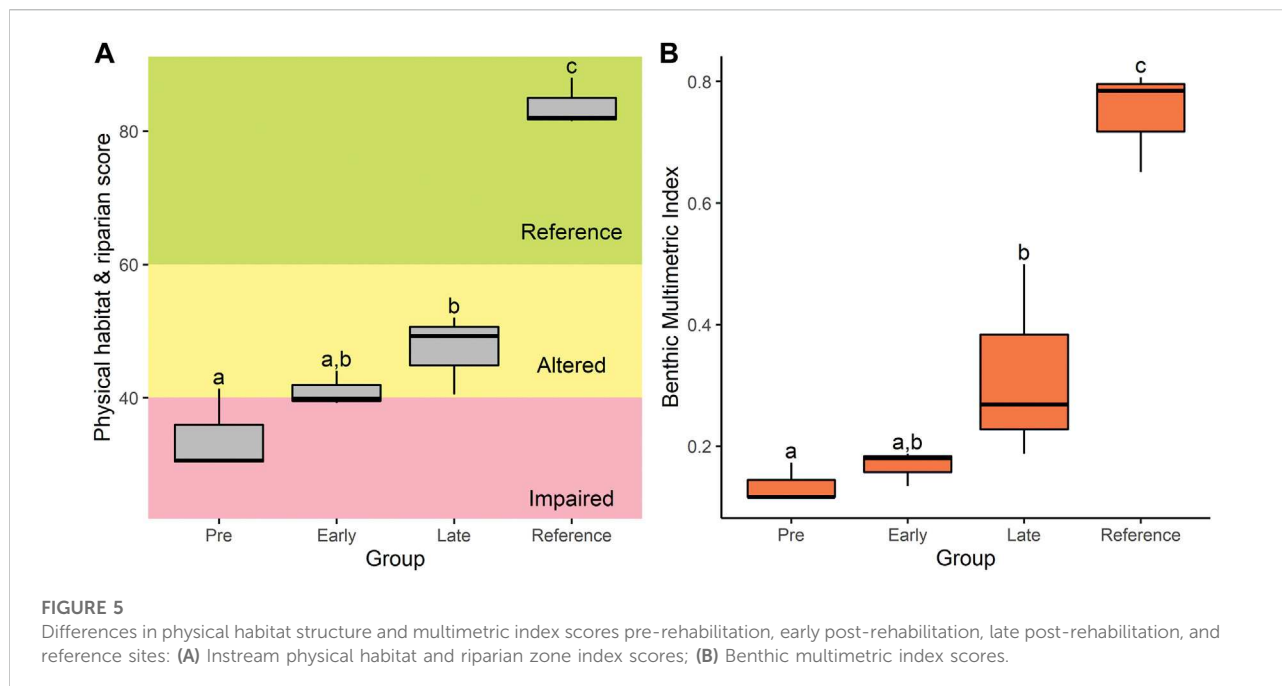 A
Physical habitat & riparian score
80
60
40
c
Reference
b
a,b
Altered
a
Impaired
Pre Early Late Reference
Group
B
Benthic Multimetric Index
0.8
0.6
0.4
0.2
c
b
a,b
a
Pre Early Late Reference
Group
FIGURE 5
Differences in physical habitat structure and multimetric index scores pre-rehabilitation, early post-rehabilitation, late post-rehabilitation, and
reference sites: (A) Instream physical habitat and riparian zone index scores; (B) Benthic multimetric index scores.